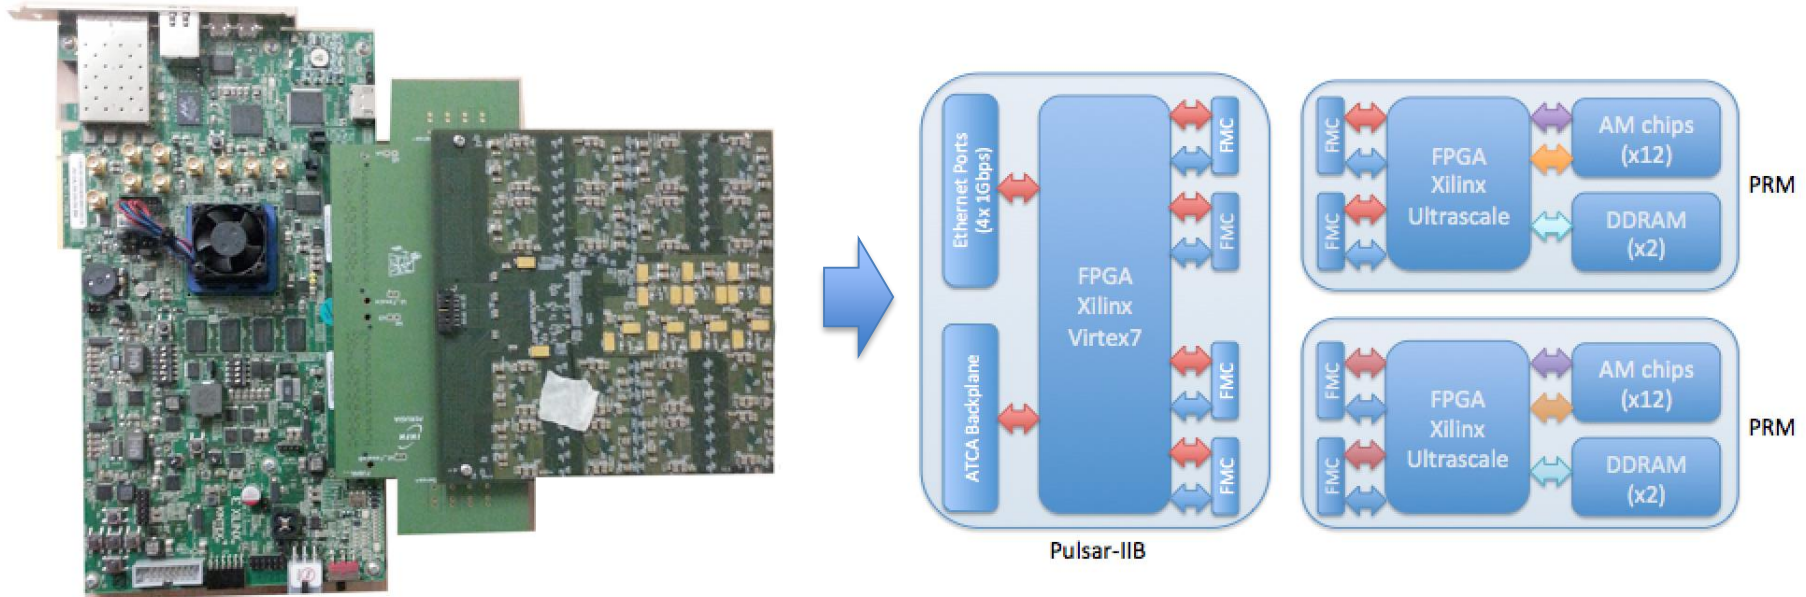 Ethernet Ports
(4x 1Gbps)
ATCA Backplane
FPGA
Xilinx
Virtex7
FMC
FMC
FMC
FMC
Pulsar-IIB
FMC
FMC
FPGA
Xilinx
Ultrascale
AM chips
(x12)
DDRAM
(x2)
PRM
FMC
FMC
FPGA
Xilinx
Ultrascale
AM chips
(x12)
DDRAM
(x2)
PRM
XILINX